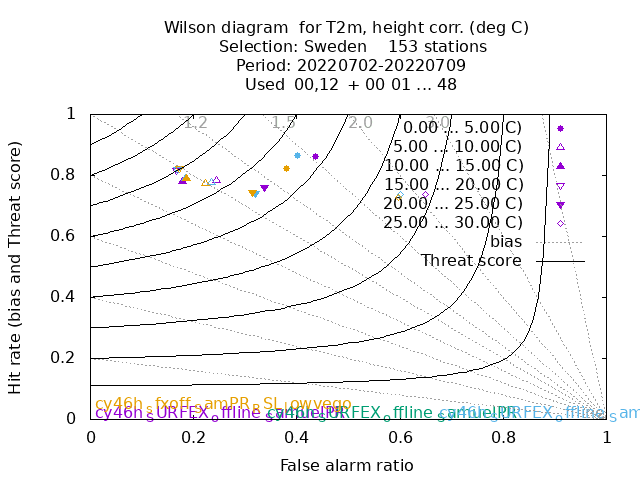 Wilson diagram for T2m, height corr. (deg C)
Selection: Sweden 153 stations
Period: 20220702-20220709
Used 00,12 + 00 01 ... 48
1.2 1.5 2.0 3.0
0.00 ... 5.00 C)
5.00 ... 10.00 C)
10.00 ... 15.00 C)
15.00 ... 20.00 C)
20.00 ... 25.00 C)
25.00 ... 30.00 C)
bias
Threat score
Hit rate (bias and Threat score)
1
0.8
0.6
0.4
0.2
0
cy46h_sfxoff_samPR_RSL_lowvego
0 0.2 0.4 0.6 0.8 1
False alarm ratio